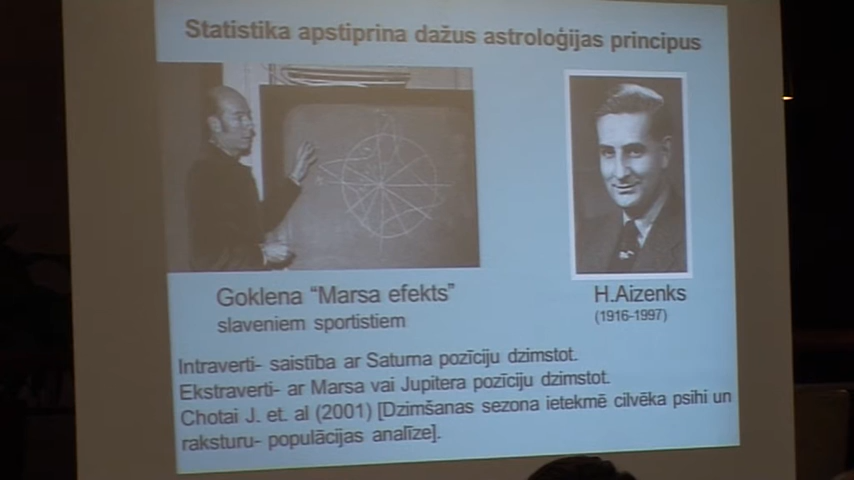 Statistika apstiprina dažus astroloģijas principus
Goklena “Marsa efekts”
slaveniem sportistiem
H.Aizenks
(1916-1997)
Intraverti- saistība ar Saturna pozīciju dzimstot.
Ekstraverti- ar Marsa vai Jupitera pozīciju dzimstot.
Chotai J. et. al (2001) [Dzimšanas sezona ietekmē cilvēka psihi un
raksturu- populācijas analīze].